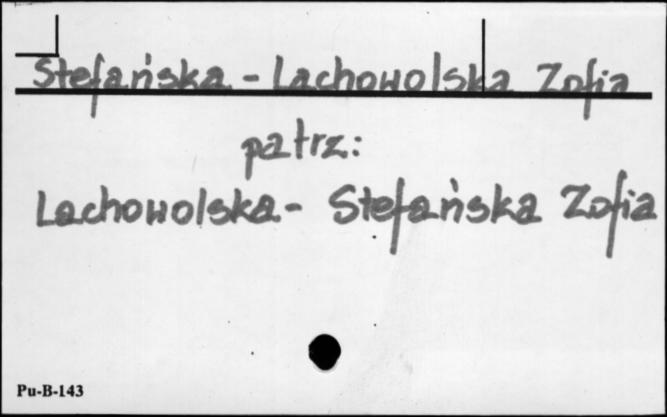 Stefańska - Lachowolska Zofia
patrz:
Lachowolska - Stefańska Zofia
Pu-B-143